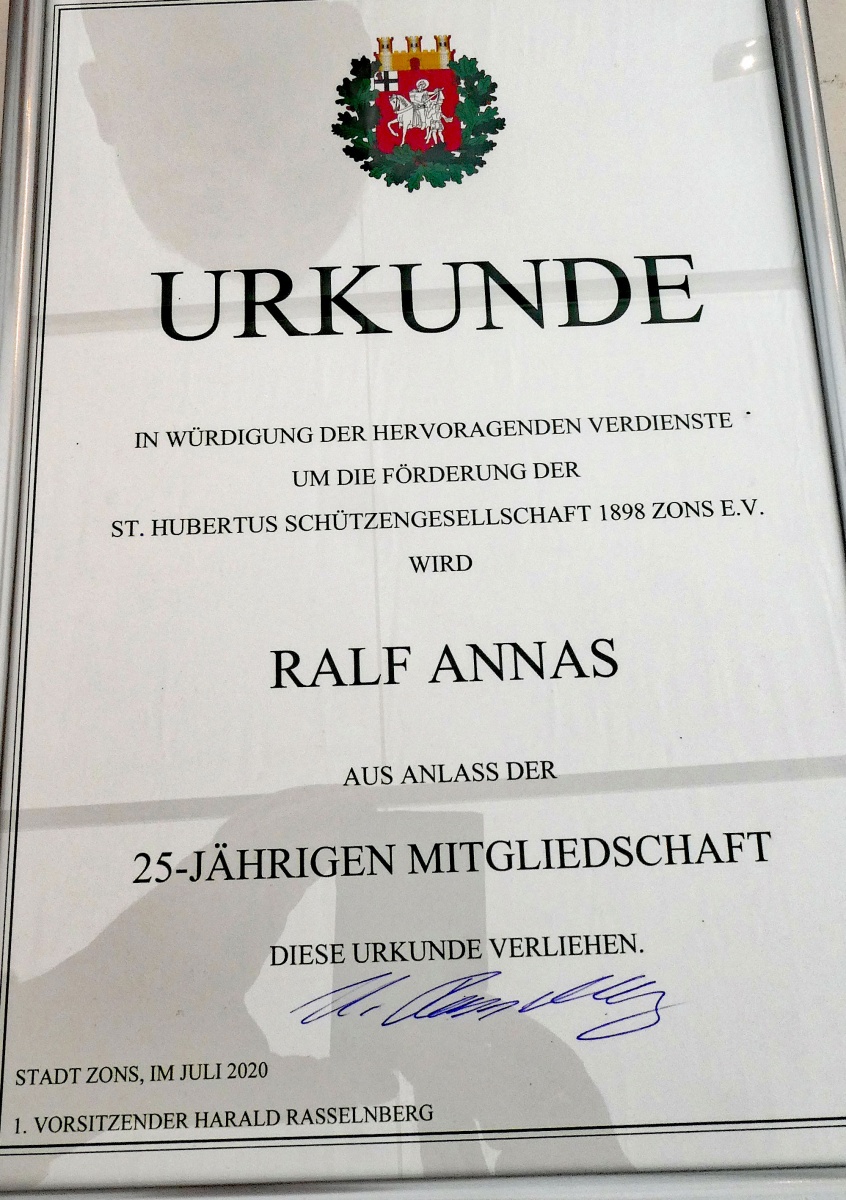 URKUNDE
IN WÜRDIGUNG DER HERVORAGENDEN VERDIENSTE
UM DIE FÖRDERUNG DER
ST. HUBERTUS SCHÜTZENGESELLSCHAFT 1898 ZONS E.V.
WIRD
RALF ANNAS
AUS ANLASS DER
25-JÄHRIGEN MITGLIEDSCHAFT
DIESE URKUNDE VERLIEHEN.
STADT ZONS, IM JULI 2020
1. VORSITZENDER HARALD RASSELNBERG